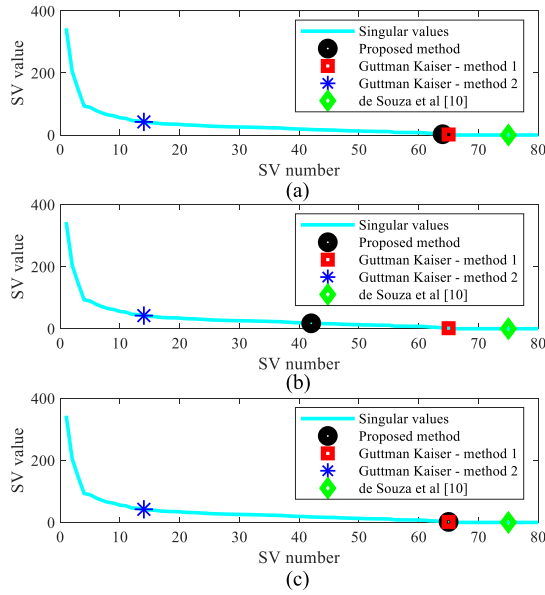 400
200
0
SV value
0 10 20 30 40 50 60 70 80
SV number
Singular values
Proposed method
Guttman Kaiser - method 1
Guttman Kaiser - method 2
de Souza et al [10]
(a)
400
200
0
SV value
0 10 20 30 40 50 60 70 80
SV number
Singular values
Proposed method
Guttman Kaiser - method 1
Guttman Kaiser - method 2
de Souza et al [10]
(b)
400
200
0
SV value
0 10 20 30 40 50 60 70 80
SV number
Singular values
Proposed method
Guttman Kaiser - method 1
Guttman Kaiser - method 2
de Souza et al [10]
(c)